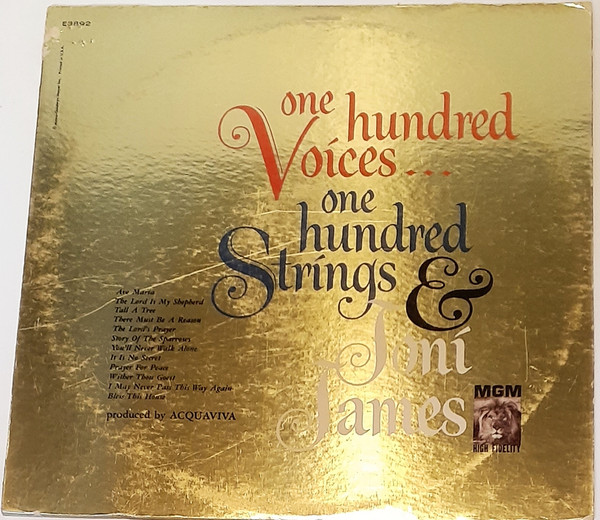 E3892
one hundred
Voices...
one
hundred
Strings &
Joni
James
Ave Maria
The Lord Is My Shepherd
Tall A Tree
There Must Be A Reason
The Lord's Prayer
Story Of The Sparrows
You'll Never Walk Alone
It Is No Secret
Prayer For Peace
Wither Thou Goest
I May Never Pass This Way Again
Bless This House
produced by ACQUAVIVA
MGM
HIGH FIDELITY